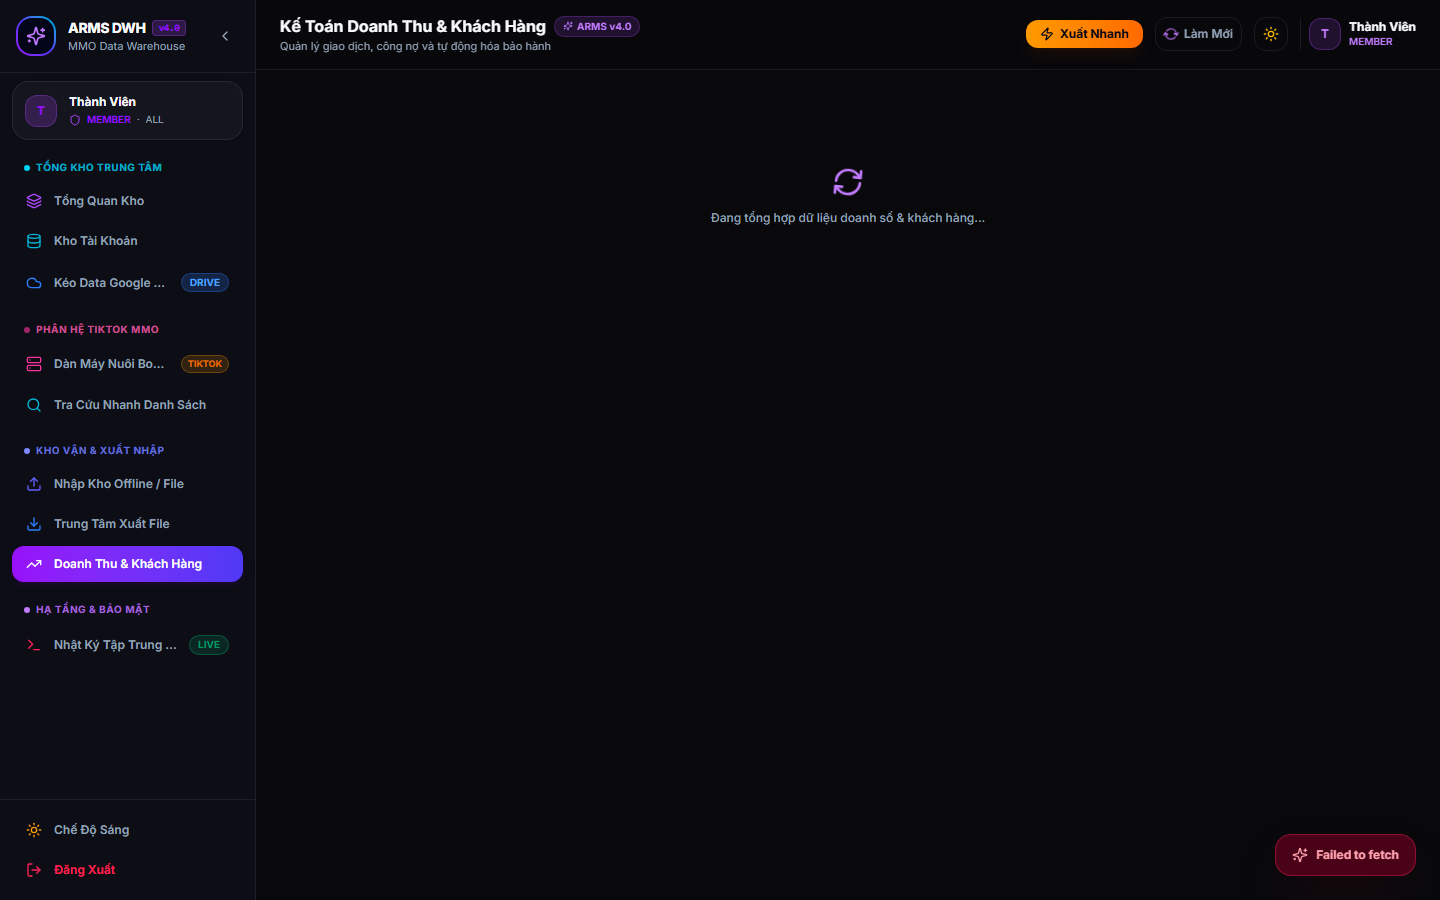 ARMS DWH v4.0
MMO Data Warehouse
T
Thành Viên
MEMBER · ALL
TỔNG KHO TRUNG TÂM
Tổng Quan Kho
Kho Tài Khoản
Kéo Data Google ... DRIVE
PHÂN HỆ TIKTOK MMO
Dàn Máy Nuôi Bo... TIKTOK
Tra Cứu Nhanh Danh Sách
KHO VẬN & XUẤT NHẬP
Nhập Kho Offline / File
Trung Tâm Xuất File
Doanh Thu & Khách Hàng
HẠ TẦNG & BẢO MẬT
Nhật Ký Tập Trung ... LIVE
Chế Độ Sáng
Đăng Xuất
Kế Toán Doanh Thu & Khách Hàng ARMS v4.0
Quản lý giao dịch, công nợ và tự động hóa bảo hành
Xuất Nhanh
Làm Mới
T
Thành Viên
MEMBER
Đang tổng hợp dữ liệu doanh số & khách hàng...
Failed to fetch